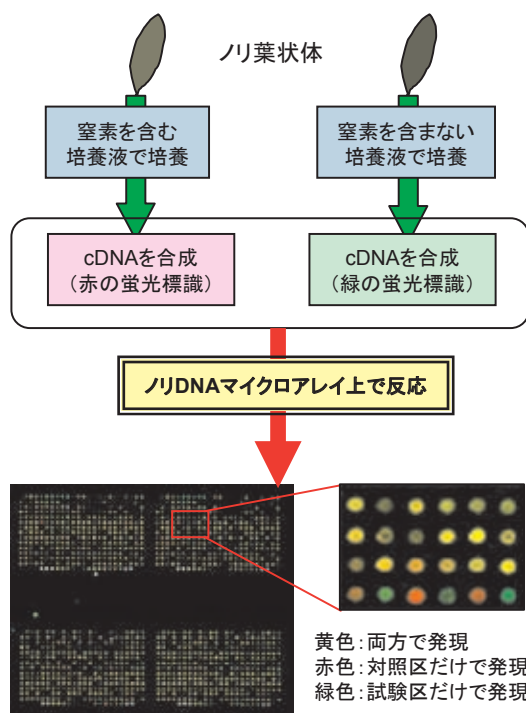 ノリ葉状体
窒素を含む
培養液で培養
窒素を含まない
培養液で培養
cDNAを合成
（赤の蛍光標識）
cDNAを合成
（緑の蛍光標識）
ノリDNAマイクロアレイ上で反応
黄色：両方で発現
赤色：対照区だけで発現
緑色：試験区だけで発現